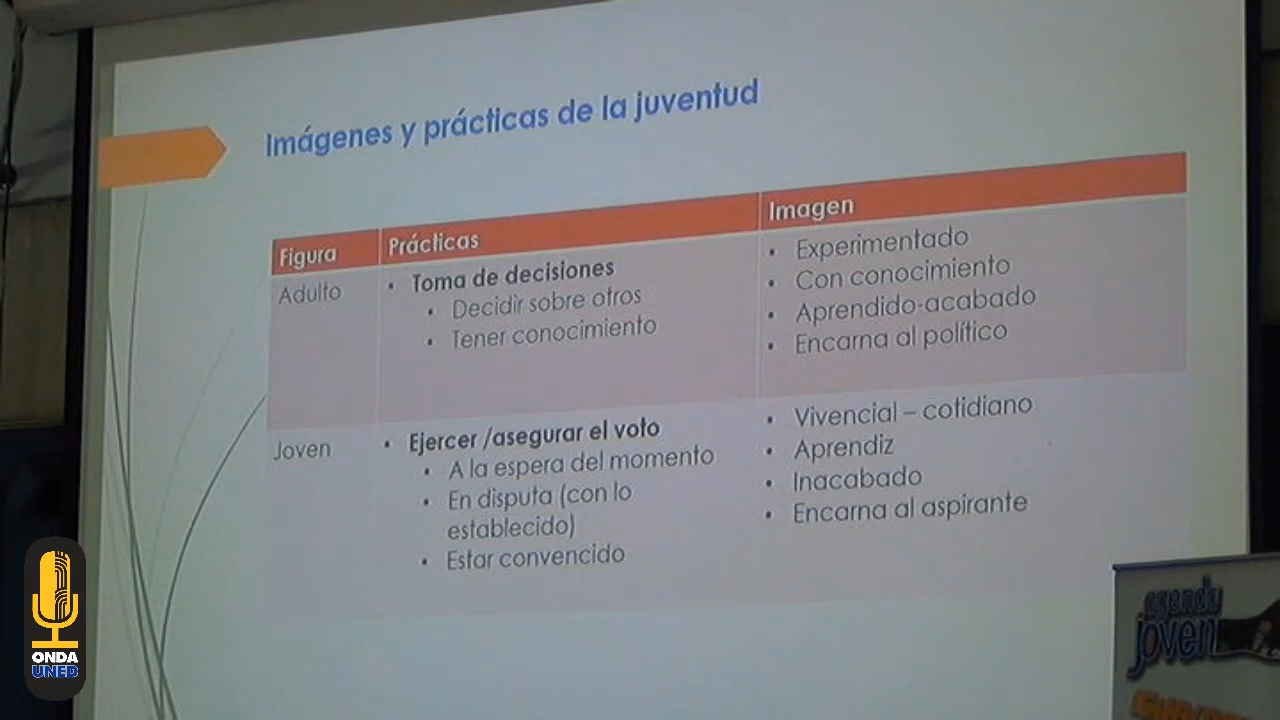 Imágenes y prácticas de la juventud
Figura
Prácticas
Imagen
Adulto
• Toma de decisiones
• Decidir sobre otros
• Tener conocimiento
• Experimentado
• Con conocimiento
• Aprendido-acabado
• Encarna al político
Joven
• Ejercer /asegurar el voto
• A la espera del momento
• En disputa (con lo
establecido)
• Estar convencido
• Vivencial – cotidiano
• Aprendiz
• Inacabado
• Encarna al aspirante
ONDA
UNED
agenda
joven